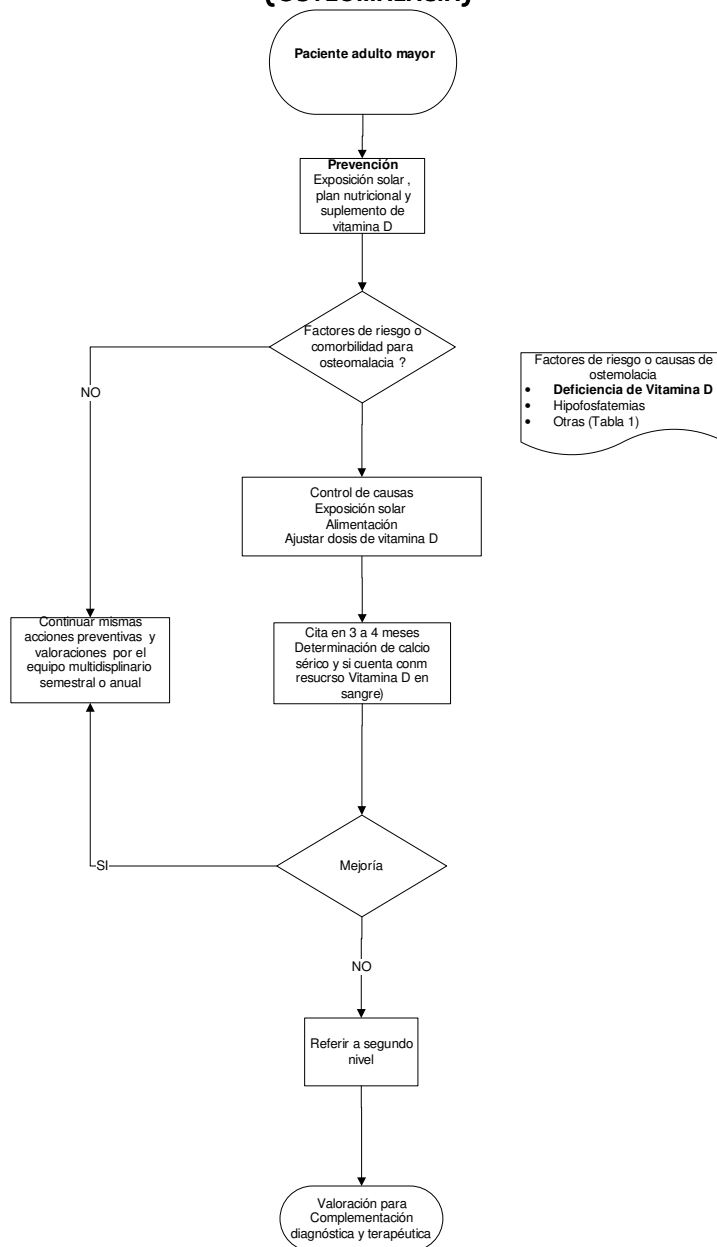 (OSTEOMALACIA)
Paciente adulto mayor
Prevención
Exposición solar ,
plan nutricional y
suplemento de
vitamina D
Factores de riesgo o
comorbilidad para
osteomalacia ?
NO
Factores de riesgo o causas de
ostemolacia
• Deficiencia de Vitamina D
• Hipofosfatemias
• Otras (Tabla 1)
Control de causas
Exposición solar
Alimentación
Ajustar dosis de vitamina D
Continuar mismas
acciones preventivas y
valoraciones por el
equipo multidisplinario
semestral o anual
Cita en 3 a 4 meses
Determinación de calcio
sérico y si cuenta conm
resucrso Vitamina D en
sangre)
Mejoría
SI
NO
Referir a segundo
nivel
Valoración para
Complementación
diagnóstica y terapéutica